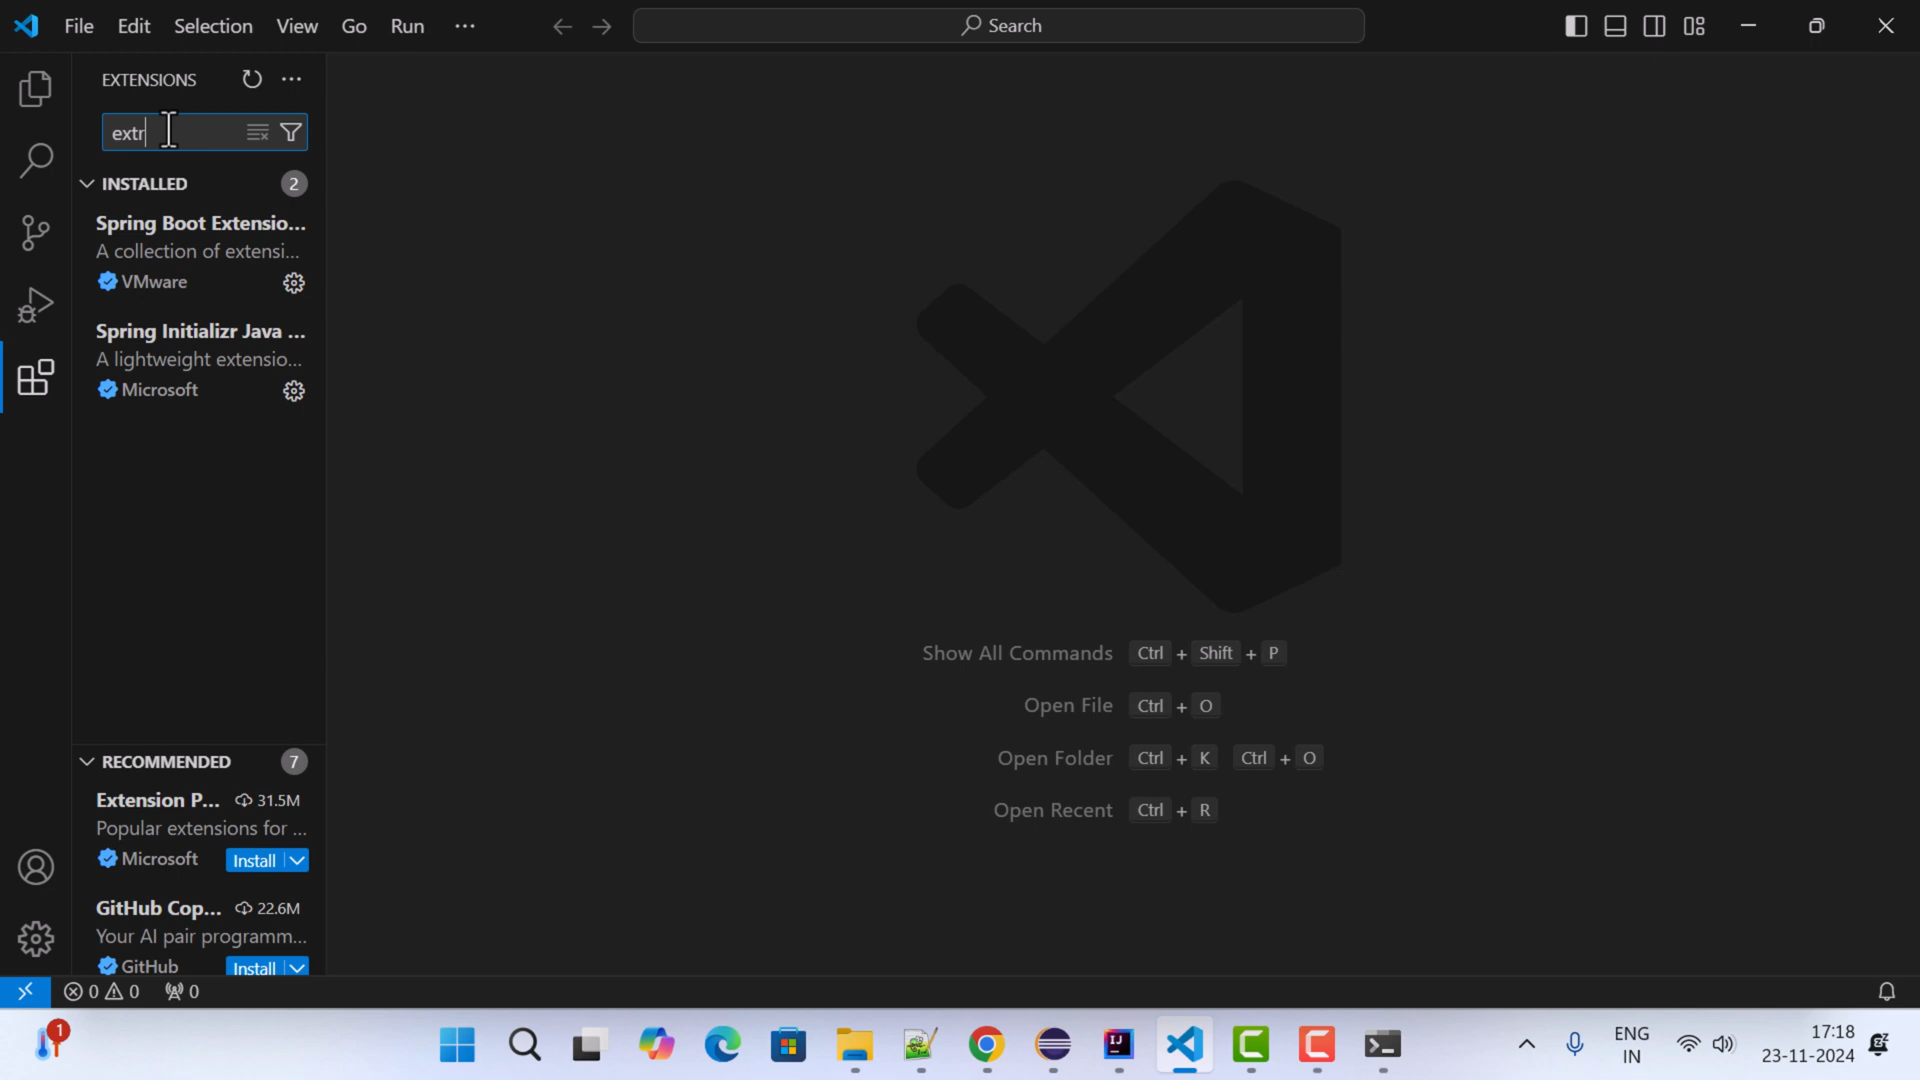 File Edit Selection View Go Run ··· Search
EXTENSIONS
extr
INSTALLED 2
Spring Boot Extensio...
A collection of extensi...
VMware
Spring Initializr Java ...
A lightweight extensio...
Microsoft
Show All Commands Ctrl + Shift + P
Open File Ctrl + O
Open Folder Ctrl + K Ctrl + O
Open Recent Ctrl + R
RECOMMENDED 7
Extension P... 31.5M
Popular extensions for ...
Microsoft Install
GitHub Cop... 22.6M
Your AI pair programm...
GitHub Install
0 0 0
1
IJ
ENG
IN
17:18
23-11-2024